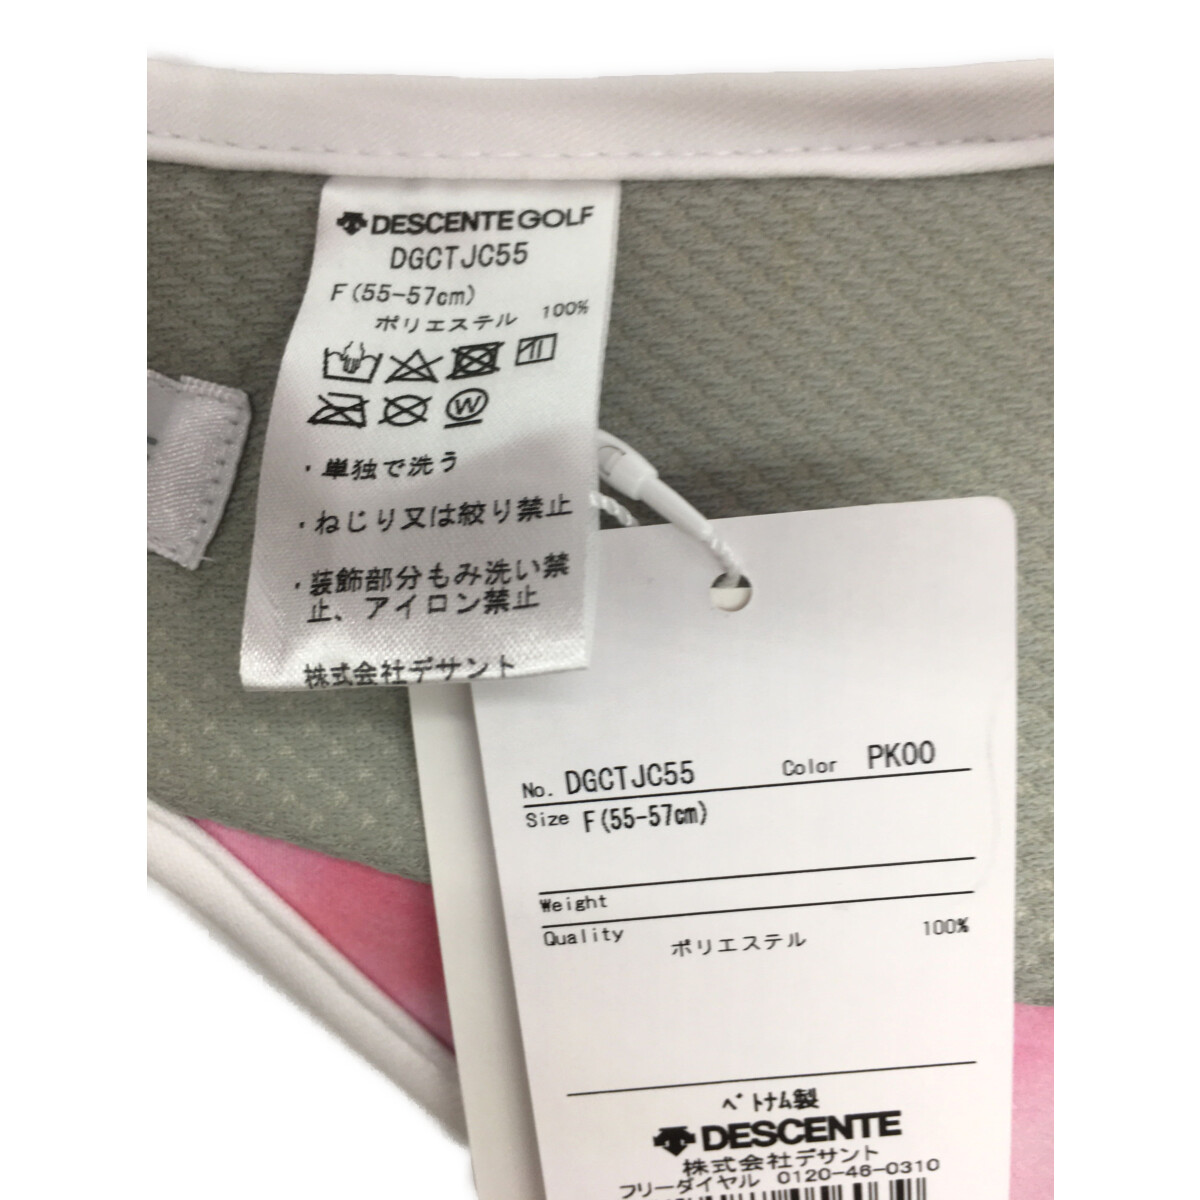 DESCENTE GOLF
DGCTJC55
F(55-57cm)
ポリエステル 100%
W
・単独で洗う
・ねじり又は絞り禁止
・装飾部分もみ洗い禁
止、アイロン禁止
株式会社デサント
No. DGCTJC55 Color PK00
Size F(55-57cm)
Weight
Quality ポリエステル 100%
ベトナム製
DESCENTE
株式会社デサント
フリーダイヤル 0120-46-0310